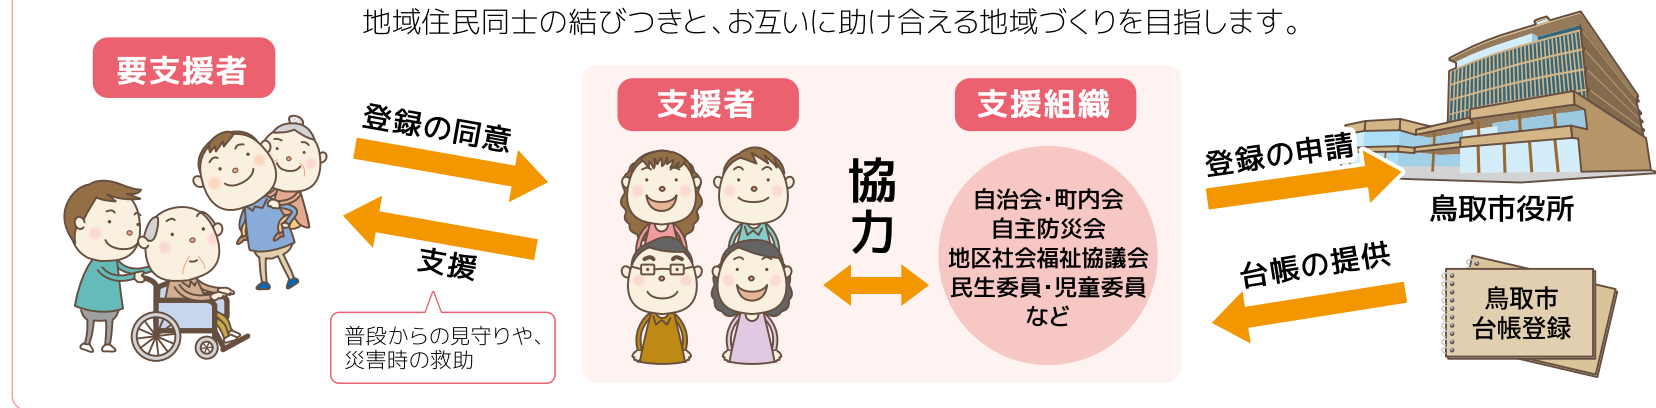 地域住民同士の結びつきと、お互いに助け合える地域づくりを目指します。
要支援者
登録の同意
支援
普段からの見守りや、
災害時の救助
支援者
協力
支援組織
自治会・町内会
自主防災会
地区社会福祉協議会
民生委員・児童委員
など
登録の申請
鳥取市役所
台帳の提供
鳥取市
台帳登録